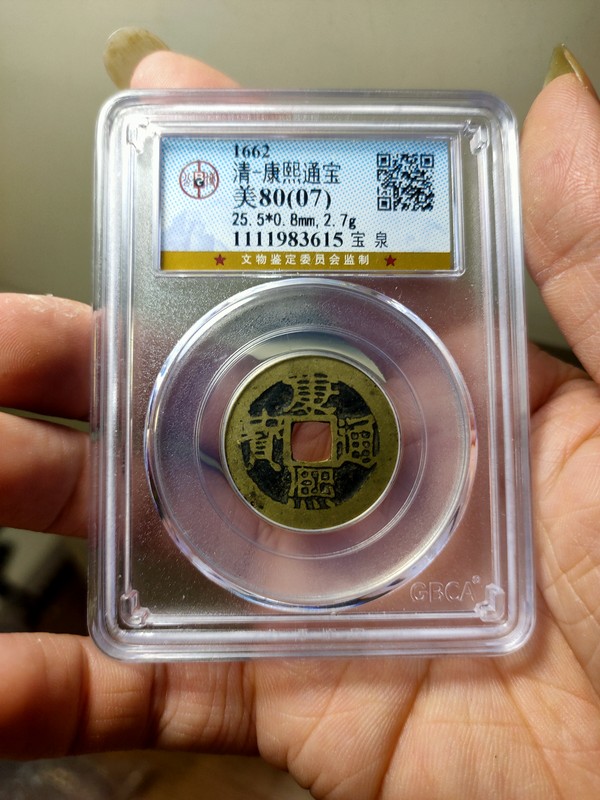 1662
清-康熙通宝
美80(07)
25.5*0.8mm,2.7g
1111983615 宝 泉
★ 文物鉴定委员会监制 ★
康熙通寶
GBCA®